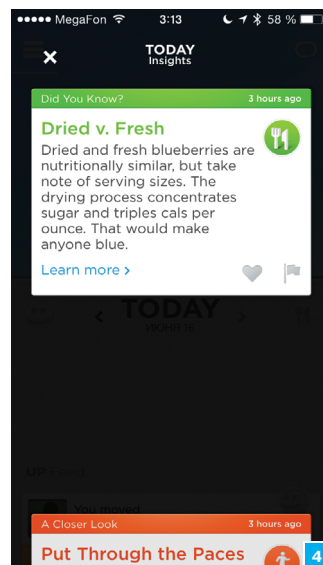 MegaFon 3:13 58 %
TODAY
Insights
Did You Know? 3 hours ago
Dried v. Fresh
Dried and fresh blueberries are
nutritionally similar, but take
note of serving sizes. The
drying process concentrates
sugar and triples cals per
ounce. That would make
anyone blue.
Learn more >
TODAY
ИЮНЯ 16
UP
You moved
A Closer Look 3 hours ago
Put Through the Paces
4